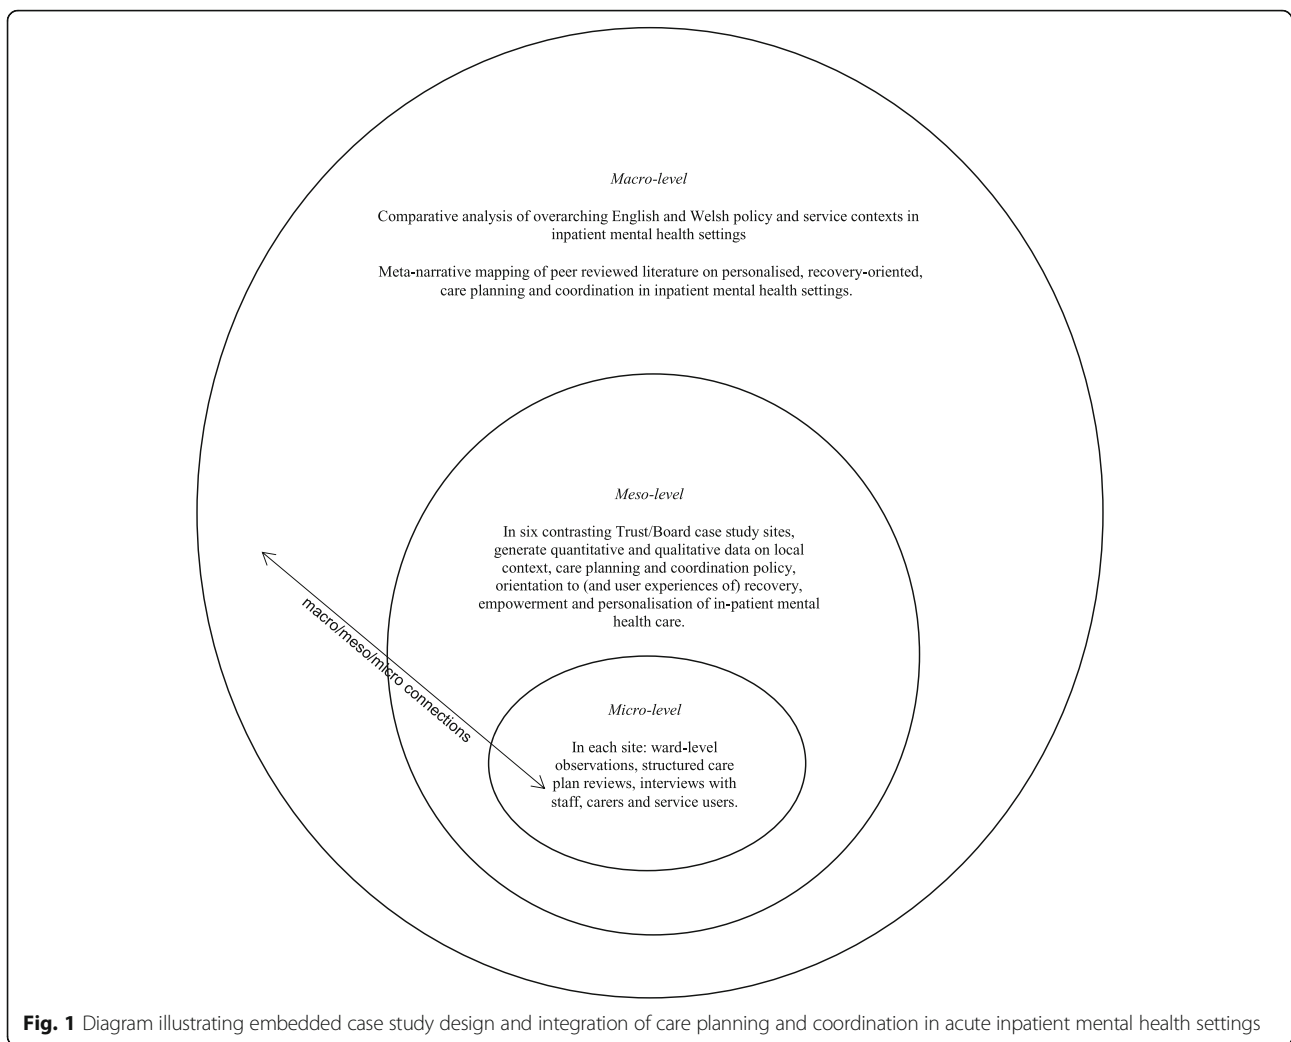 Macro-level
Comparative analysis of overarching English and Welsh policy and service contexts in
inpatient mental health settings
Meta-narrative mapping of peer reviewed literature on personalised, recovery-oriented,
care planning and coordination in inpatient mental health settings.
Meso-level
In six contrasting Trust/Board case study sites,
generate quantitative and qualitative data on local
context, care planning and coordination policy,
orientation to (and user experiences of) recovery,
empowerment and personalisation of in-patient mental
health care.
macro/meso/micro connections
Micro-level
In each site: ward-level
observations, structured care
plan reviews, interviews with
staff, carers and service users.
Fig. 1 Diagram illustrating embedded case study design and integration of care planning and coordination in acute inpatient mental health settings